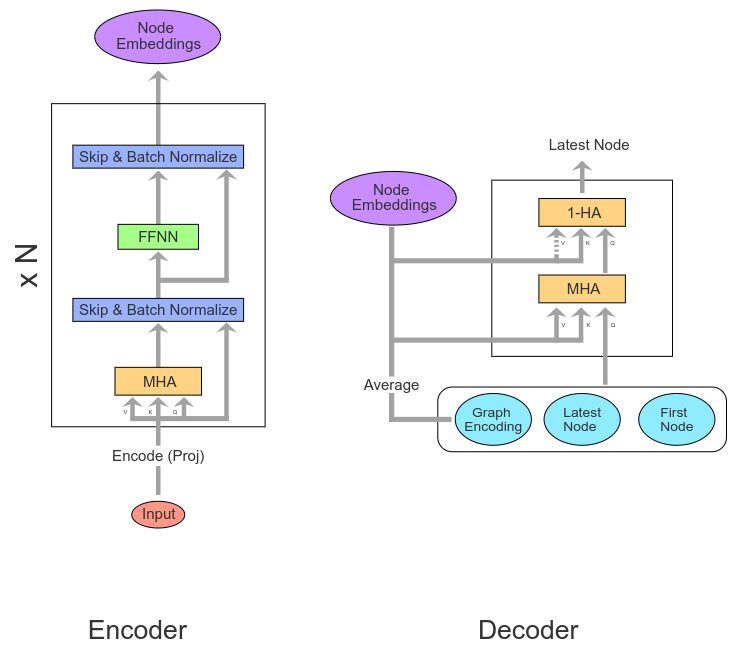 Node
Embeddings
Skip & Batch Normalize
FFNN
Skip & Batch Normalize
MHA
V K Q
Encode (Proj)
Input
x N
Encoder
Latest Node
Node
Embeddings
1-HA
V K Q
MHA
V K Q
Average
Graph
Encoding
Latest
Node
First
Node
Decoder